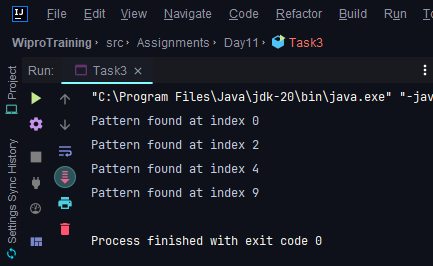 IJ File Edit View Navigate Code Refactor Build Run
WiproTraining src Assignments Day11 Task3
Run: Task3
"C:\Program Files\Java\jdk-20\bin\java.exe" "-jav
Pattern found at index 0
Pattern found at index 2
Pattern found at index 4
Pattern found at index 9
Process finished with exit code 0
Project
Settings Sync History